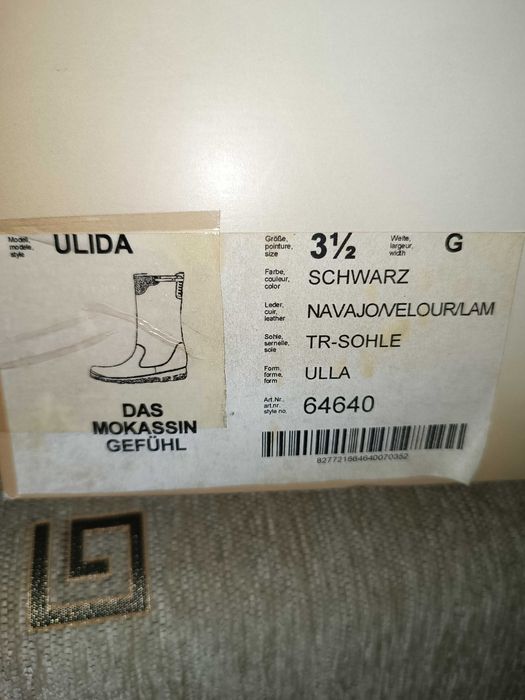 Modell, modele, style ULIDA
DAS
MOKASSIN
GEFÜHL
Größe, pointure, size 3½ Weite, largeur, width G
Farbe, couleur, color SCHWARZ
Leder, cuir, leather NAVAJO/VELOUR/LAM
Sohle, semelle, sole TR-SOHLE
Form, forme, form ULLA
Art.Nr., art.nr., style no. 64640